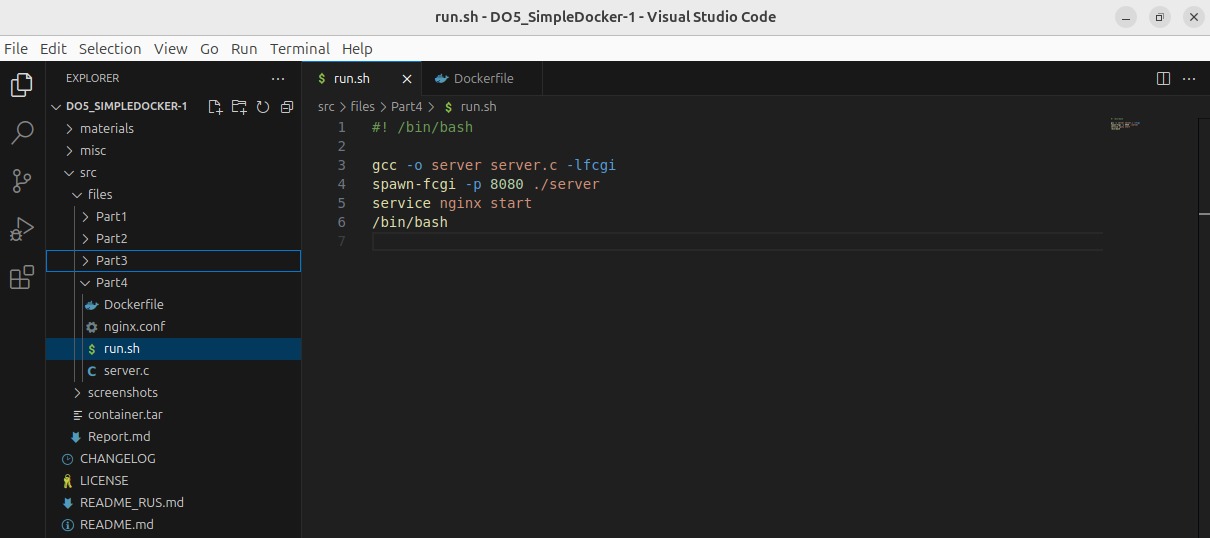 run.sh - DO5_SimpleDocker-1 - Visual Studio Code
File Edit Selection View Go Run Terminal Help
EXPLORER
DO5_SIMPLEDOCKER-1
materials
misc
src
files
Part1
Part2
Part3
Part4
Dockerfile
nginx.conf
run.sh
server.c
screenshots
container.tar
Report.md
CHANGELOG
LICENSE
README_RUS.md
README.md
run.sh Dockerfile
src > files > Part4 > $ run.sh
1 #! /bin/bash
2
3 gcc -o server server.c -lfcgi
4 spawn-fcgi -p 8080 ./server
5 service nginx start
6 /bin/bash
7